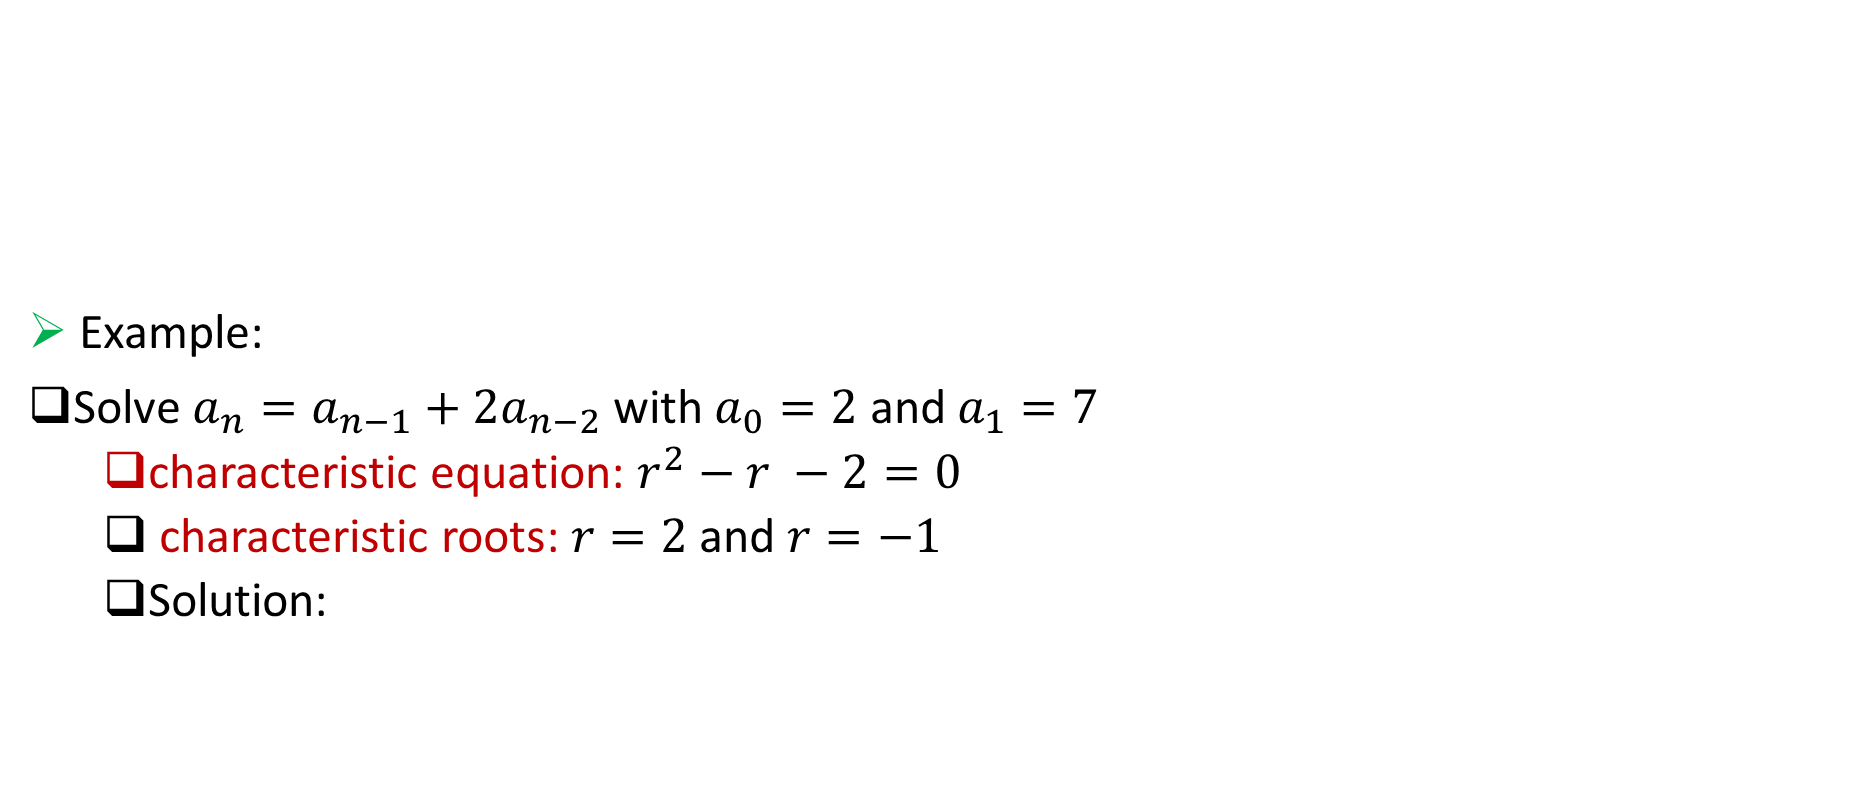 Example:
Solve aₙ = aₙ₋₁ + 2aₙ₋₂ with a₀ = 2 and a₁ = 7
characteristic equation: r² − r − 2 = 0
characteristic roots: r = 2 and r = −1
Solution: